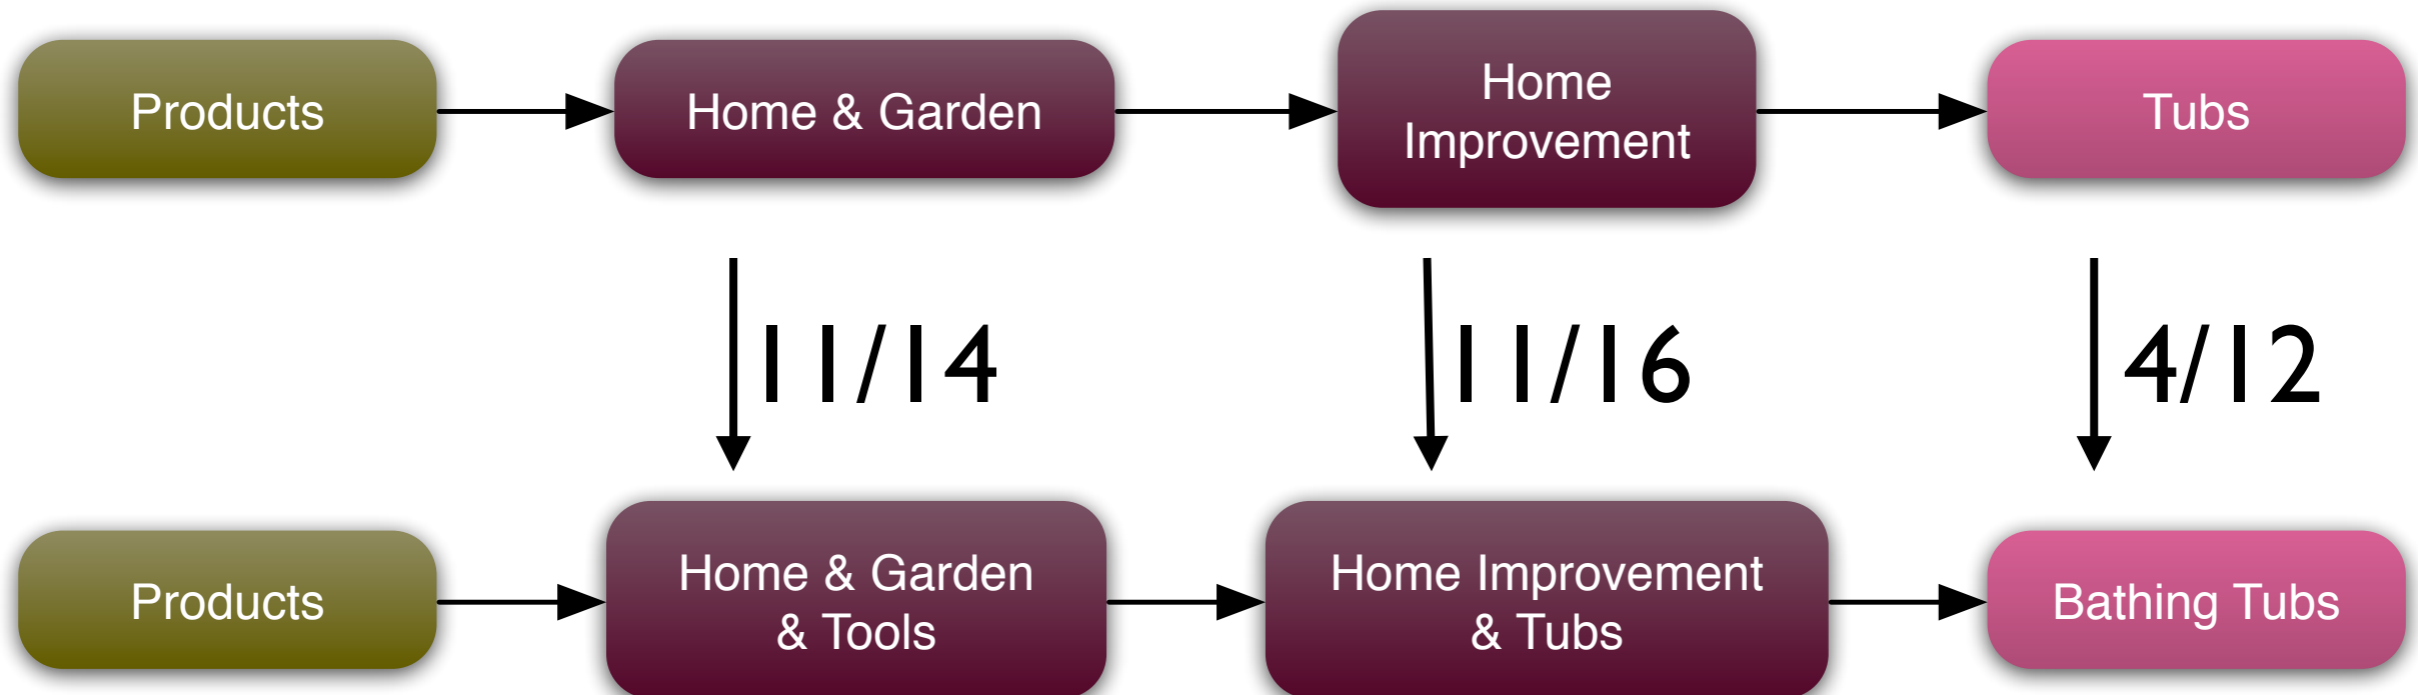 Products
Home & Garden
Home
Improvement
Tubs
11/14
11/16
4/12
Products
Home & Garden
& Tools
Home Improvement
& Tubs
Bathing Tubs